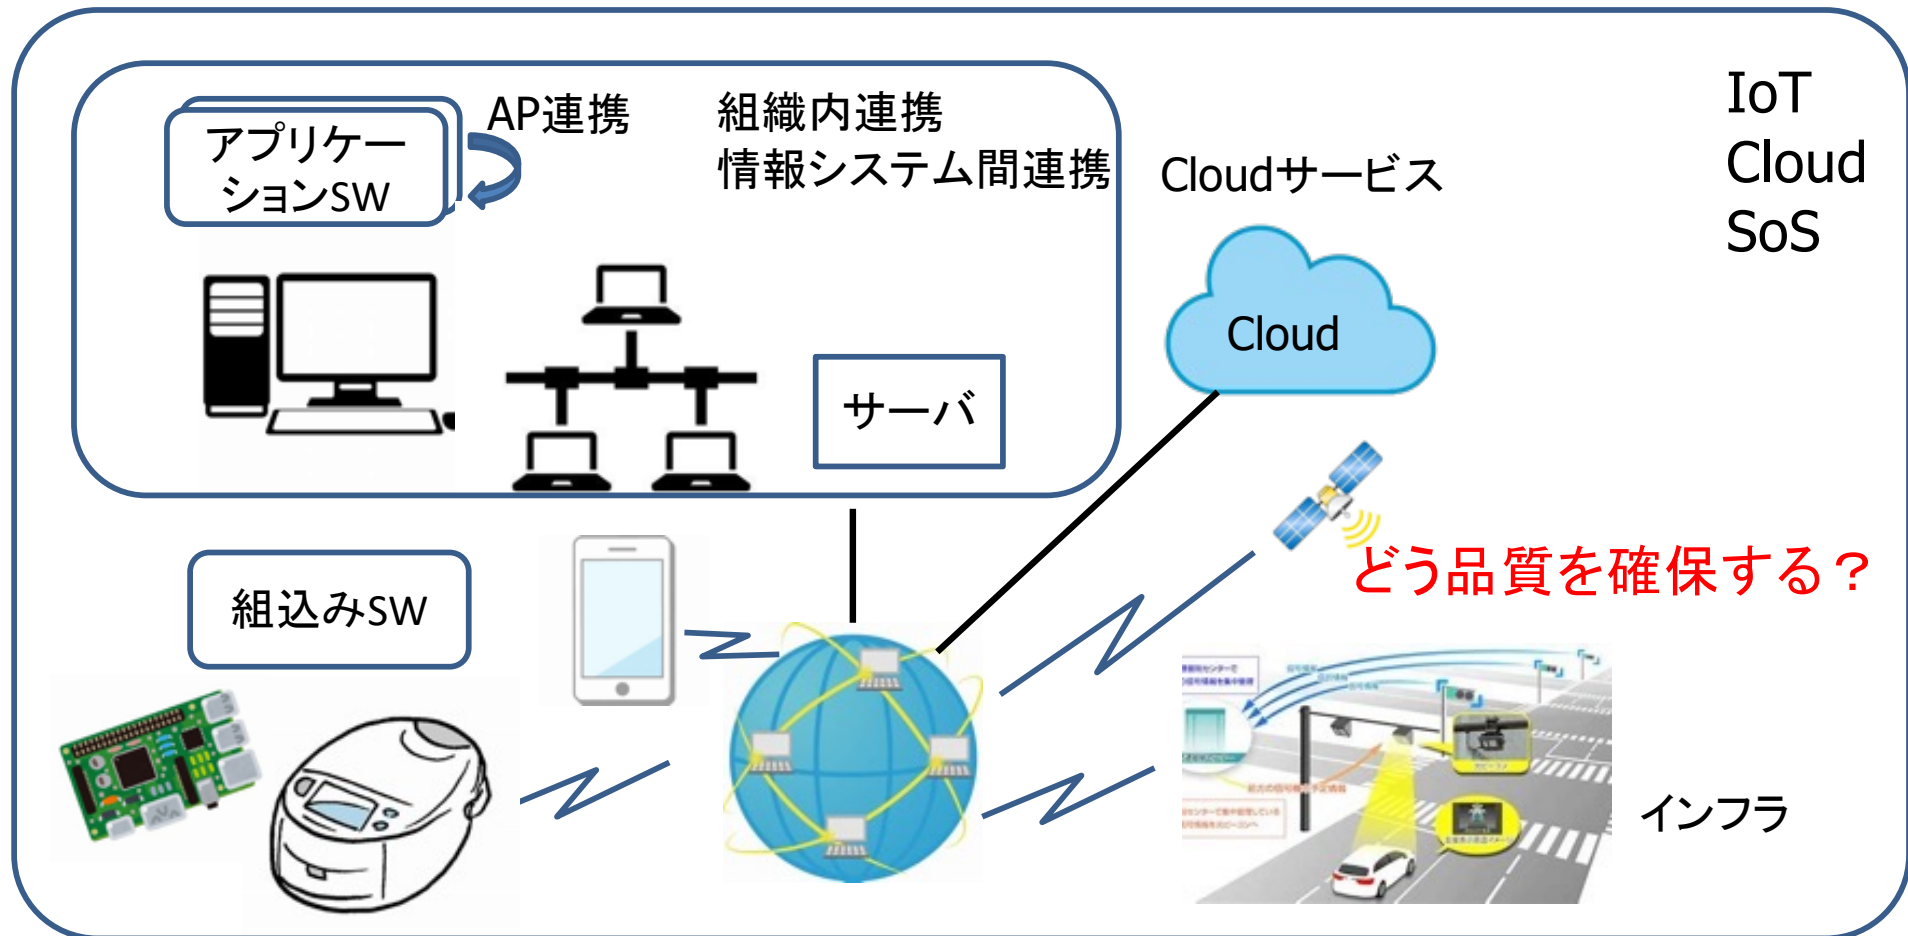 アプリケー
ションSW
AP連携
組織内連携
情報システム間連携
Cloudサービス
IoT
Cloud
SoS
Cloud
サーバ
どう品質を確保する？
組込みSW
インフラ